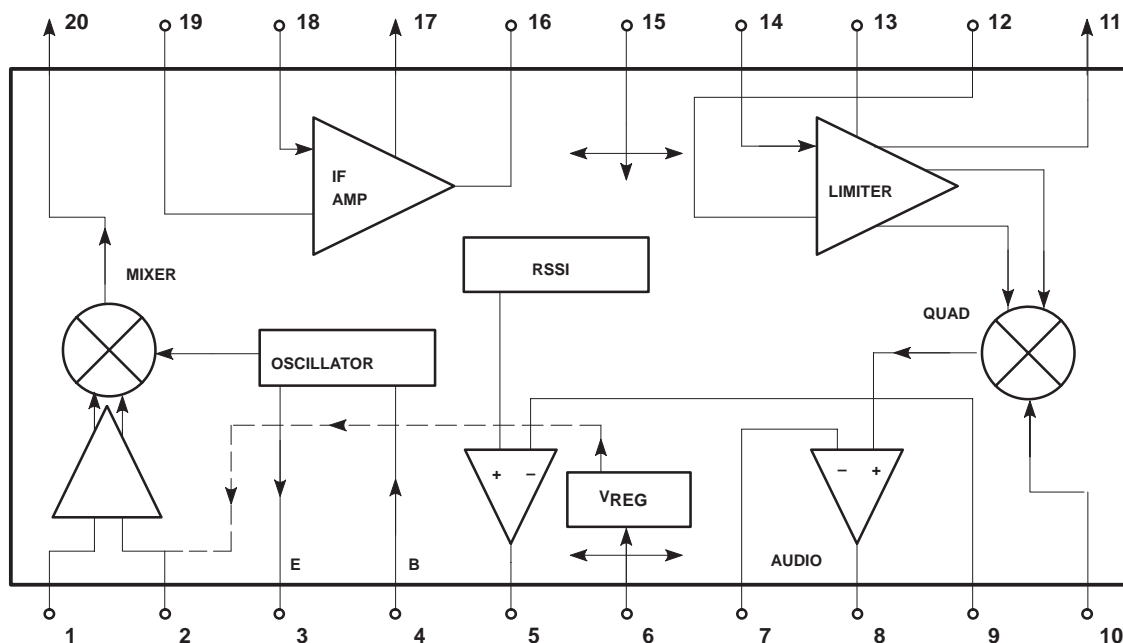 20 19 18 17 16 15 14 13 12 11
IF
AMP
LIMITER
RSSI
MIXER
QUAD
OSCILLATOR
+ −
− +
VREG
E B AUDIO
1 2 3 4 5 6 7 8 9 10